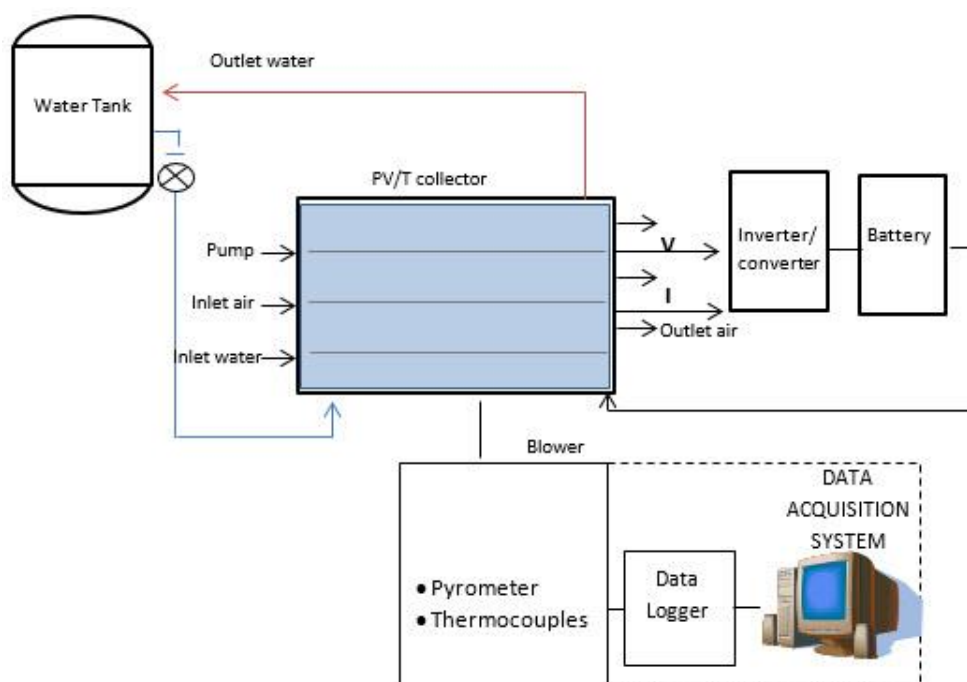 Outlet water
Water Tank
PV/T collector
Pump
Inlet air
Inlet water
V
I
Outlet air
Inverter/
converter
Battery
Blower
• Pyrometer
• Thermocouples
Data
Logger
DATA
ACQUISITION
SYSTEM